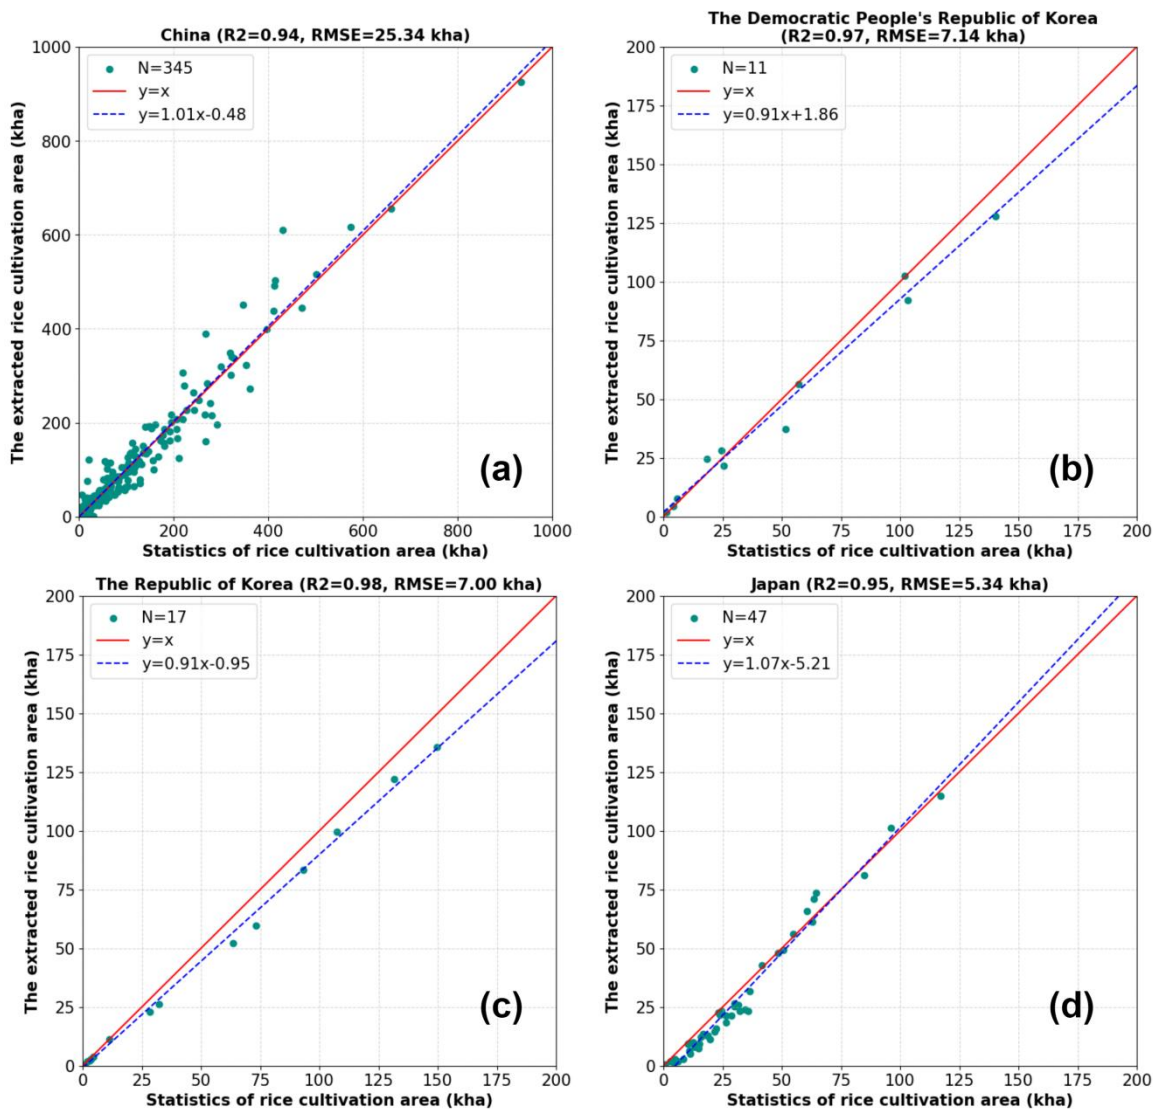 China (R2=0.94, RMSE=25.34 kha)
1000
800
600
400
200
0
The extracted rice cultivation area (kha)
N=345
y=x
y=1.01x-0.48
(a)
0 200 400 600 800 1000
Statistics of rice cultivation area (kha)
The Democratic People's Republic of Korea
(R2=0.97, RMSE=7.14 kha)
200
175
150
125
100
75
50
25
0
The extracted rice cultivation area (kha)
N=11
y=x
y=0.91x+1.86
(b)
0 25 50 75 100 125 150 175 200
Statistics of rice cultivation area (kha)
The Republic of Korea (R2=0.98, RMSE=7.00 kha)
200
175
150
125
100
75
50
25
0
The extracted rice cultivation area (kha)
N=17
y=x
y=0.91x-0.95
(c)
0 25 50 75 100 125 150 175 200
Statistics of rice cultivation area (kha)
Japan (R2=0.95, RMSE=5.34 kha)
200
175
150
125
100
75
50
25
0
The extracted rice cultivation area (kha)
N=47
y=x
y=1.07x-5.21
(d)
0 25 50 75 100 125 150 175 200
Statistics of rice cultivation area (kha)